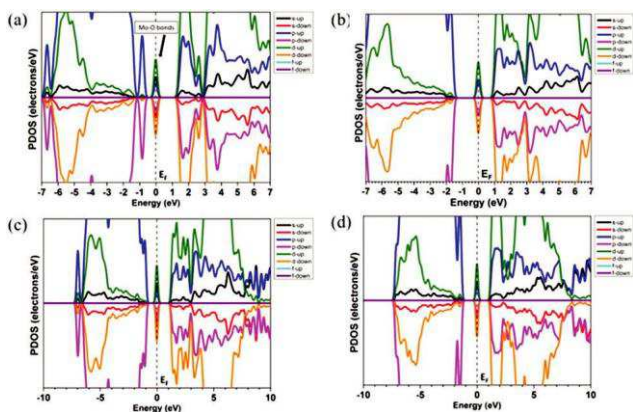 (a)
Mo-O bonds
s-up
s-down
p-up
p-down
d-up
d-down
f-up
f-down
PDOS (electrons/eV)
Ef
-7 -6 -5 -4 -3 -2 -1 0 1 2 3 4 5 6 7
Energy (eV)
(b)
s-up
s-down
p-up
p-down
d-up
d-down
f-up
f-down
PDOS (electrons/eV)
EF
-7 -6 -5 -4 -3 -2 -1 0 1 2 3 4 5 6 7
Energy (eV)
(c)
s-up
s-down
p-up
p-down
d-up
d-down
f-up
f-down
PDOS (electrons/eV)
EF
-10 -5 0 5 10
Energy (eV)
(d)
s-up
s-down
p-up
p-down
d-up
d-down
f-up
f-down
PDOS (electrons/eV)
EF
-10 -5 0 5 10
Energy (eV)